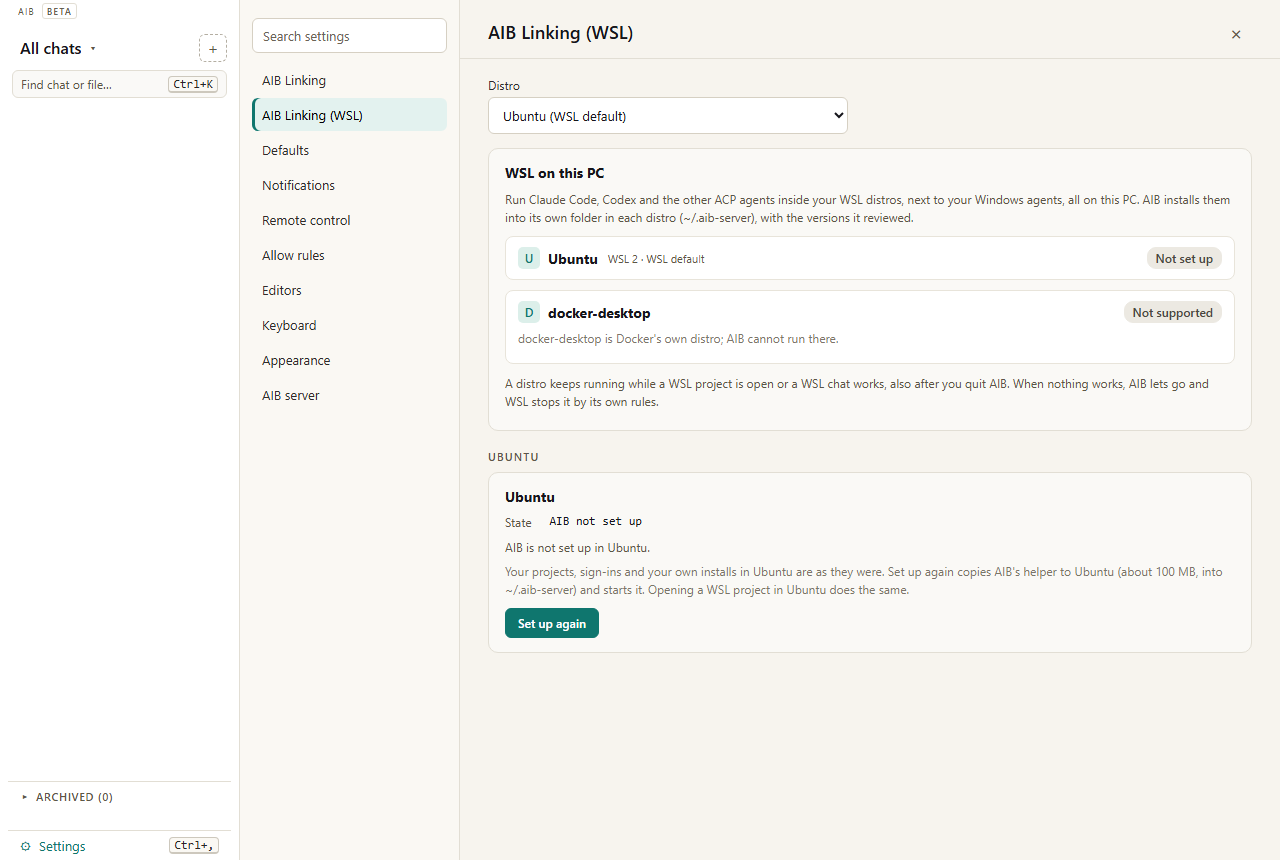 AIB BETA
All chats
+
Find chat or file... Ctrl+K
ARCHIVED (0)
Settings Ctrl+,
Search settings
AIB Linking
AIB Linking (WSL)
Defaults
Notifications
Remote control
Allow rules
Editors
Keyboard
Appearance
AIB server
AIB Linking (WSL)
Distro
Ubuntu (WSL default)
WSL on this PC
Run Claude Code, Codex and the other ACP agents inside your WSL distros, next to your Windows agents, all on this PC. AIB installs them
into its own folder in each distro (~/.aib-server), with the versions it reviewed.
U Ubuntu WSL 2 · WSL default Not set up
D docker-desktop Not supported
docker-desktop is Docker's own distro; AIB cannot run there.
A distro keeps running while a WSL project is open or a WSL chat works, also after you quit AIB. When nothing works, AIB lets go and
WSL stops it by its own rules.
UBUNTU
Ubuntu
State AIB not set up
AIB is not set up in Ubuntu.
Your projects, sign-ins and your own installs in Ubuntu are as they were. Set up again copies AIB's helper to Ubuntu (about 100 MB, into
~/.aib-server) and starts it. Opening a WSL project in Ubuntu does the same.
Set up again